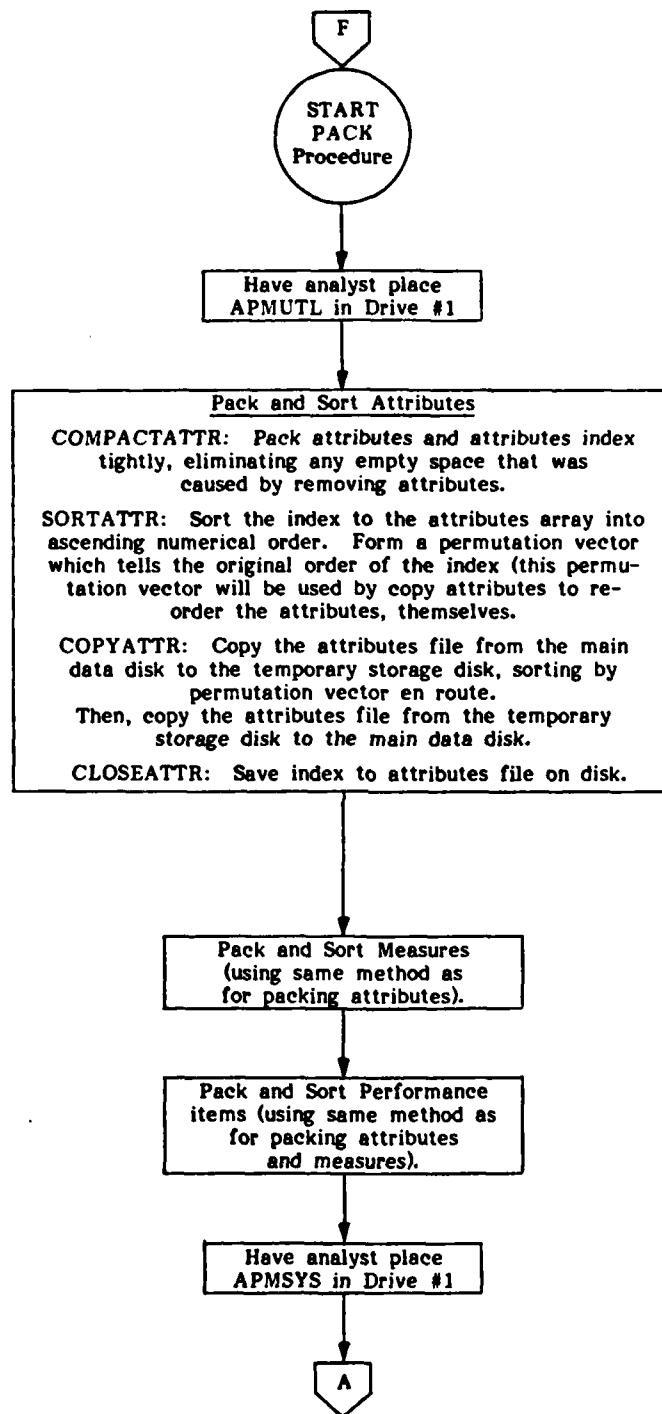 F
START
PACK
Procedure
Have analyst place
APMUTL in Drive #1
Pack and Sort Attributes
COMPACTATTR: Pack attributes and attributes index
tightly, eliminating any empty space that was
caused by removing attributes.
SORTATTR: Sort the index to the attributes array into
ascending numerical order. Form a permutation vector
which tells the original order of the index (this permu-
tation vector will be used by copy attributes to re-
order the attributes, themselves.
COPYATTR: Copy the attributes file from the main
data disk to the temporary storage disk, sorting by
permutation vector en route.
Then, copy the attributes file from the temporary
storage disk to the main data disk.
CLOSEATTR: Save index to attributes file on disk.
Pack and Sort Measures
(using same method as
for packing attributes).
Pack and Sort Performance
items (using same method as
for packing attributes
and measures).
Have analyst place
APMSYS in Drive #1
A